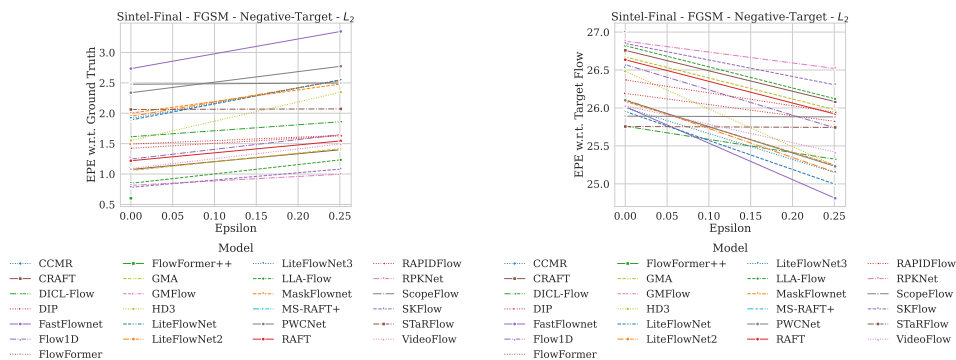 Sintel-Final - FGSM - Negative-Target - L2
EPE w.r.t. Ground Truth
3.0
2.5
2.0
1.5
1.0
0.5
0.00 0.05 0.10 0.15 0.20 0.25
Epsilon
Model
CCMR FlowFormer++ LiteFlowNet3 RAPIDFlow
CRAFT GMA LLA-Flow RPKNet
DICL-Flow GMFlow MaskFlownet ScopeFlow
DIP HD3 MS-RAFT+ SKFlow
FastFlownet LiteFlowNet PWCNet STaRFlow
Flow1D LiteFlowNet2 RAFT VideoFlow
FlowFormer
Sintel-Final - FGSM - Negative-Target - L2
EPE w.r.t. Target Flow
27.0
26.5
26.0
25.5
25.0
0.00 0.05 0.10 0.15 0.20 0.25
Epsilon
Model
CCMR FlowFormer++ LiteFlowNet3 RAPIDFlow
CRAFT GMA LLA-Flow RPKNet
DICL-Flow GMFlow MaskFlownet ScopeFlow
DIP HD3 MS-RAFT+ SKFlow
FastFlownet LiteFlowNet PWCNet STaRFlow
Flow1D LiteFlowNet2 RAFT VideoFlow
FlowFormer